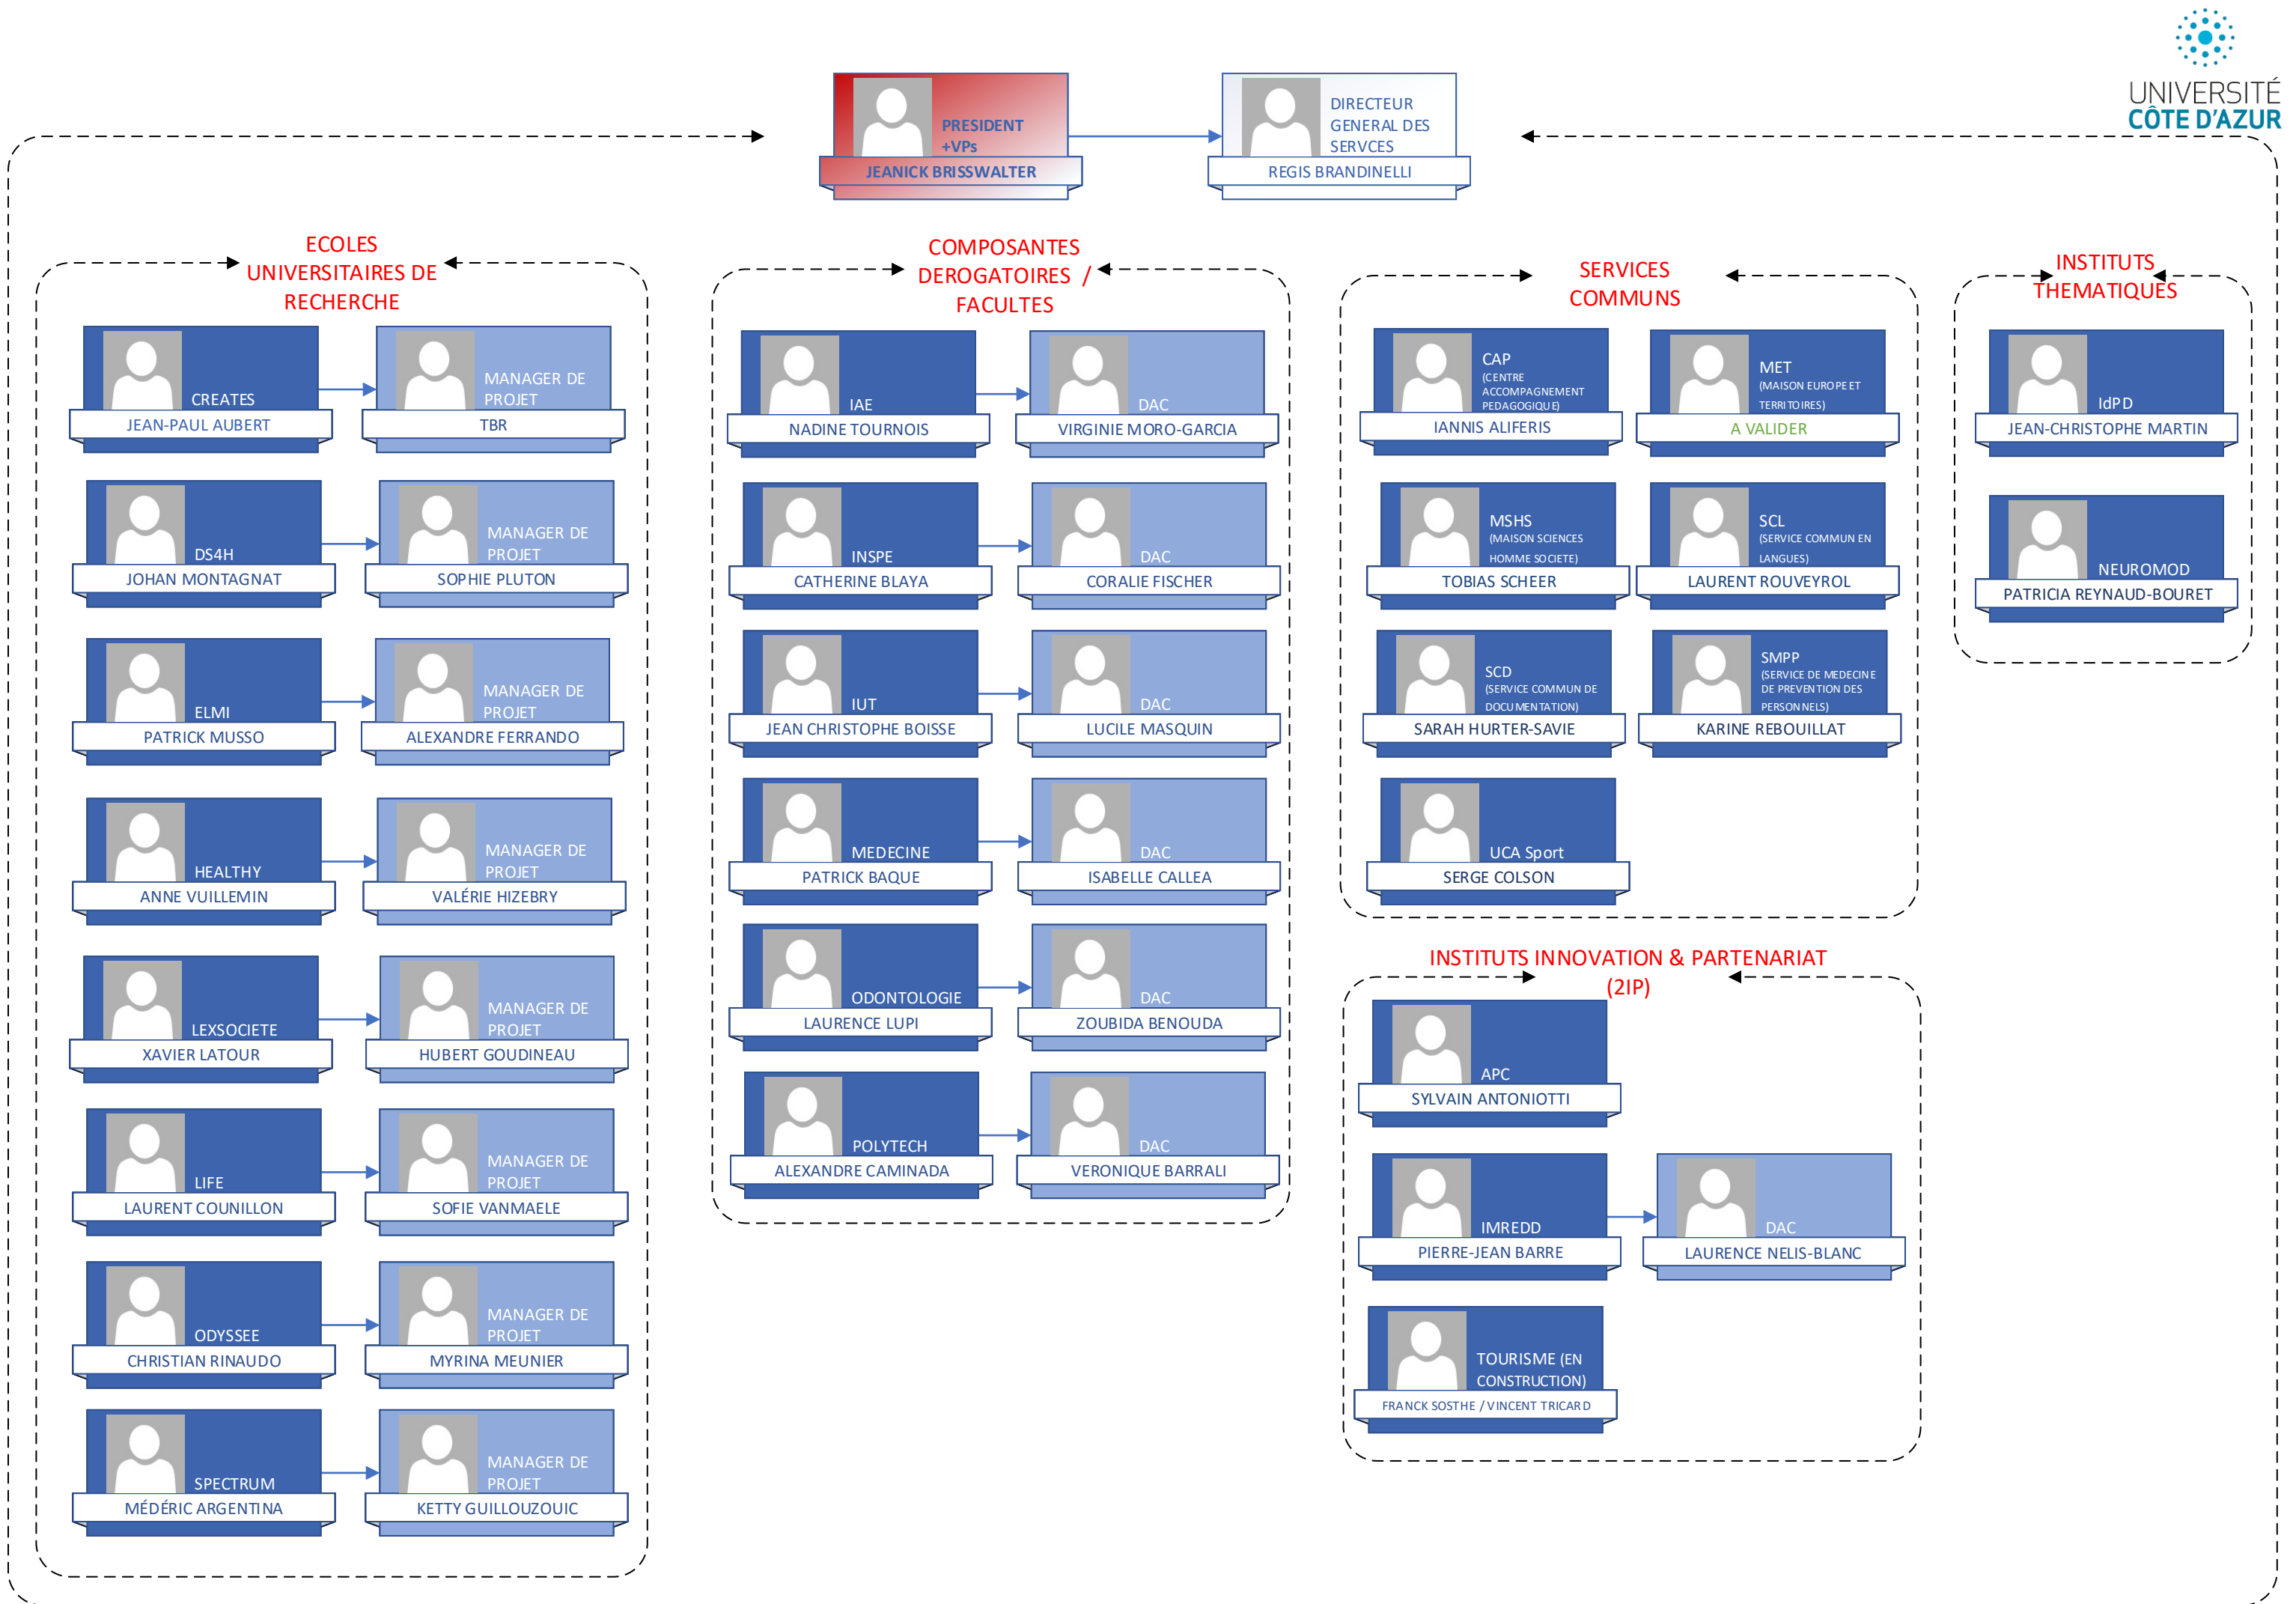 UNIVERSITÉ
CÔTE D'AZUR
PRESIDENT
+VPs
JEANICK BRISSWALTER
DIRECTEUR
GENERAL DES
SERVCES
REGIS BRANDINELLI
ECOLES
UNIVERSITAIRES DE
RECHERCHE
CREATES
JEAN-PAUL AUBERT
MANAGER DE
PROJET
TBR
DS4H
JOHAN MONTAGNAT
MANAGER DE
PROJET
SOPHIE PLUTON
ELMI
PATRICK MUSSO
MANAGER DE
PROJET
ALEXANDRE FERRANDO
HEALTHY
ANNE VUILLEMIN
MANAGER DE
PROJET
VALÉRIE HIZEBRY
LEXSOCIETE
XAVIER LATOUR
MANAGER DE
PROJET
HUBERT GOUDINEAU
LIFE
LAURENT COUNILLON
MANAGER DE
PROJET
SOFIE VANMAELE
ODYSSEE
CHRISTIAN RINAUDO
MANAGER DE
PROJET
MYRINA MEUNIER
SPECTRUM
MÉDÉRIC ARGENTINA
MANAGER DE
PROJET
KETTY GUILLOUZOUIC
COMPOSANTES
DEROGATOIRES /
FACULTES
IAE
NADINE TOURNOIS
DAC
VIRGINIE MORO-GARCIA
INSPE
CATHERINE BLAYA
DAC
CORALIE FISCHER
IUT
JEAN CHRISTOPHE BOISSE
DAC
LUCILE MASQUIN
MEDECINE
PATRICK BAQUE
DAC
ISABELLE CALLEA
ODONTOLOGIE
LAURENCE LUPI
DAC
ZOUBIDA BENOUDA
POLYTECH
ALEXANDRE CAMINADA
DAC
VERONIQUE BARRALI
SERVICES
COMMUNS
CAP
(CENTRE
ACCOMPAGNEMENT
PEDAGOGIQUE)
IANNIS ALIFERIS
MET
(MAISON EUROPE ET
TERRITOIRES)
A VALIDER
MSHS
(MAISON SCIENCES
HOMME SOCIETE)
TOBIAS SCHEER
SCL
(SERVICE COMMUN EN
LANGUES)
LAURENT ROUVEYROL
SCD
(SERVICE COMMUN DE
DOCUMENTATION)
SARAH HURTER-SAVIE
SMPP
(SERVICE DE MEDECINE
DE PREVENTION DES
PERSONNELS)
KARINE REBOUILLAT
UCA Sport
SERGE COLSON
INSTITUTS INNOVATION & PARTENARIAT
(2IP)
APC
SYLVAIN ANTONIOTTI
IMREDD
PIERRE-JEAN BARRE
DAC
LAURENCE NELIS-BLANC
TOURISME (EN
CONSTRUCTION)
FRANCK SOSTHE / VINCENT TRICARD
INSTITUTS
THEMATIQUES
IdPD
JEAN-CHRISTOPHE MARTIN
NEUROMOD
PATRICIA REYNAUD-BOURET